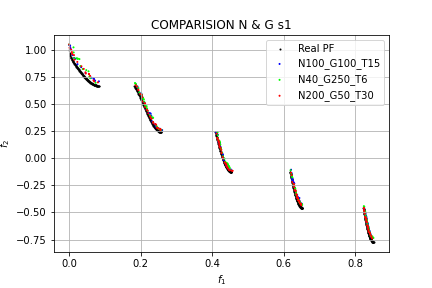 COMPARISION N & G s1
Real PF
N100_G100_T15
N40_G250_T6
N200_G50_T30
1.00
0.75
0.50
0.25
0.00
−0.25
−0.50
−0.75
f₂
0.0 0.2 0.4 0.6 0.8
f₁